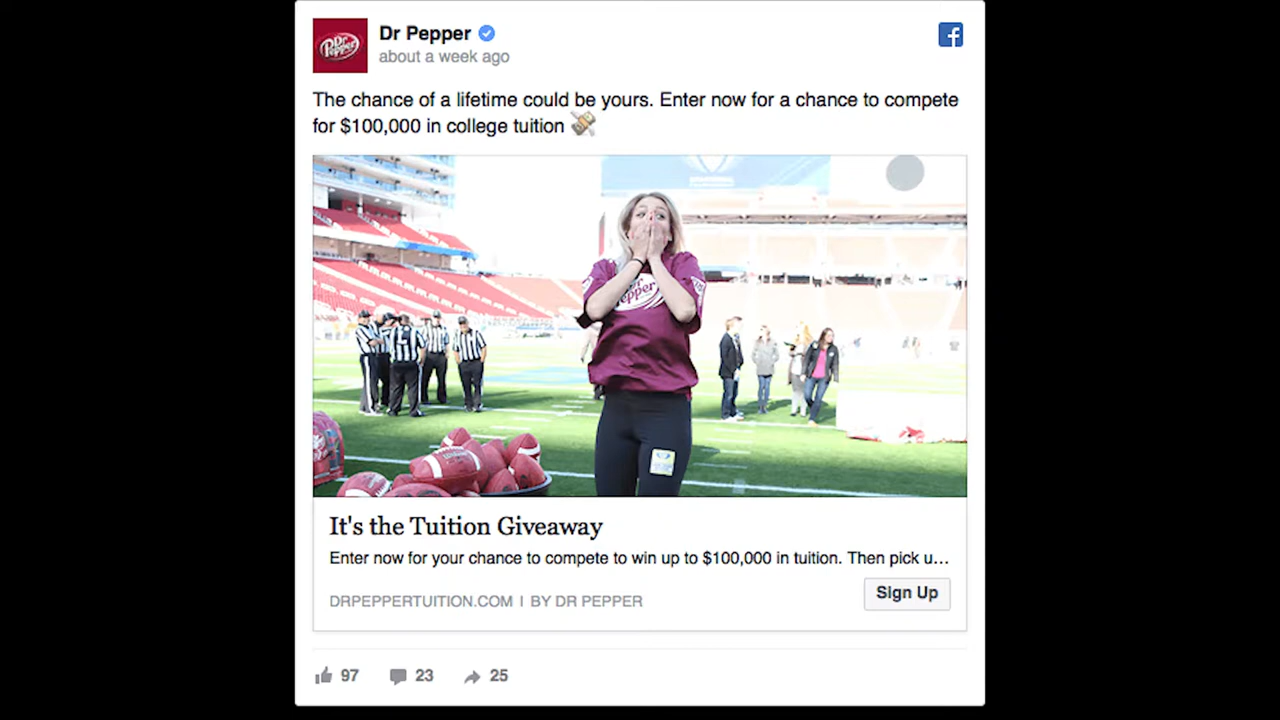 Dr Pepper
Dr Pepper
about a week ago
The chance of a lifetime could be yours. Enter now for a chance to compete
for $100,000 in college tuition
Dr
Pepper
It's the Tuition Giveaway
Enter now for your chance to compete to win up to $100,000 in tuition. Then pick u...
DRPEPPERTUITION.COM | BY DR PEPPER
Sign Up
97 23 25